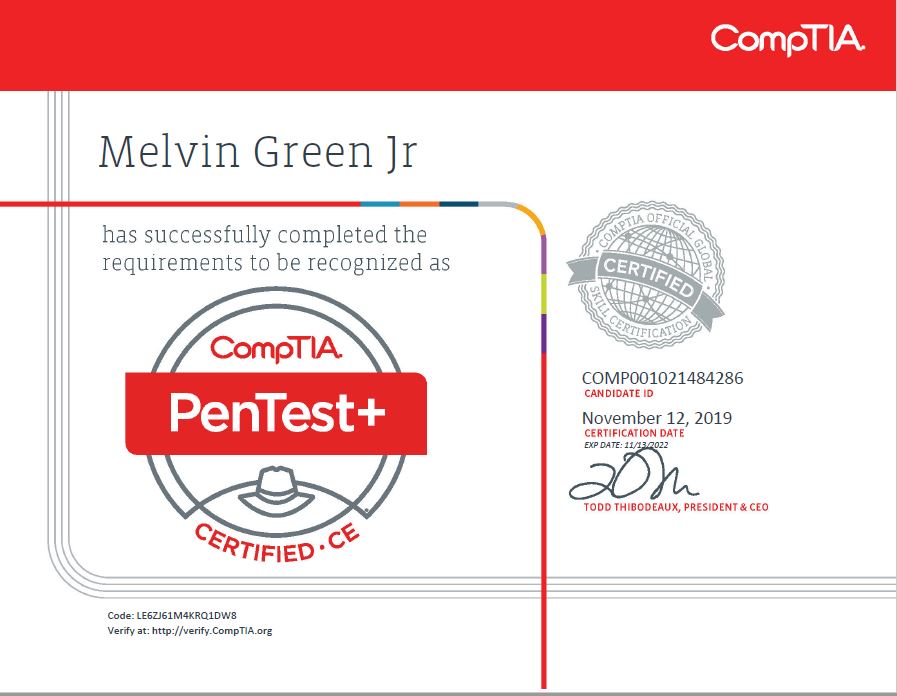 CompTIA.
Melvin Green Jr
has successfully completed the
requirements to be recognized as
CompTIA.
PenTest+
CERTIFIED • CE
COMPTIA OFFICIAL GLOBAL
CERTIFIED
SKILL CERTIFICATION
COMP001021484286
CANDIDATE ID
November 12, 2019
CERTIFICATION DATE
EXP DATE: 11/13/2022
TODD THIBODEAUX, PRESIDENT & CEO
Code: LE6ZJ61M4KRQ1DW8
Verify at: http://verify.CompTIA.org